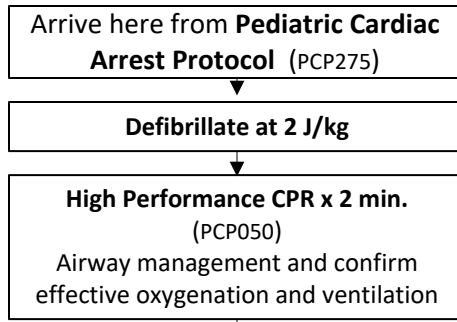 Arrive here from Pediatric Cardiac
Arrest Protocol (PCP275)
Defibrillate at 2 J/kg
High Performance CPR x 2 min.
(PCP050)
Airway management and confirm
effective oxygenation and ventilation